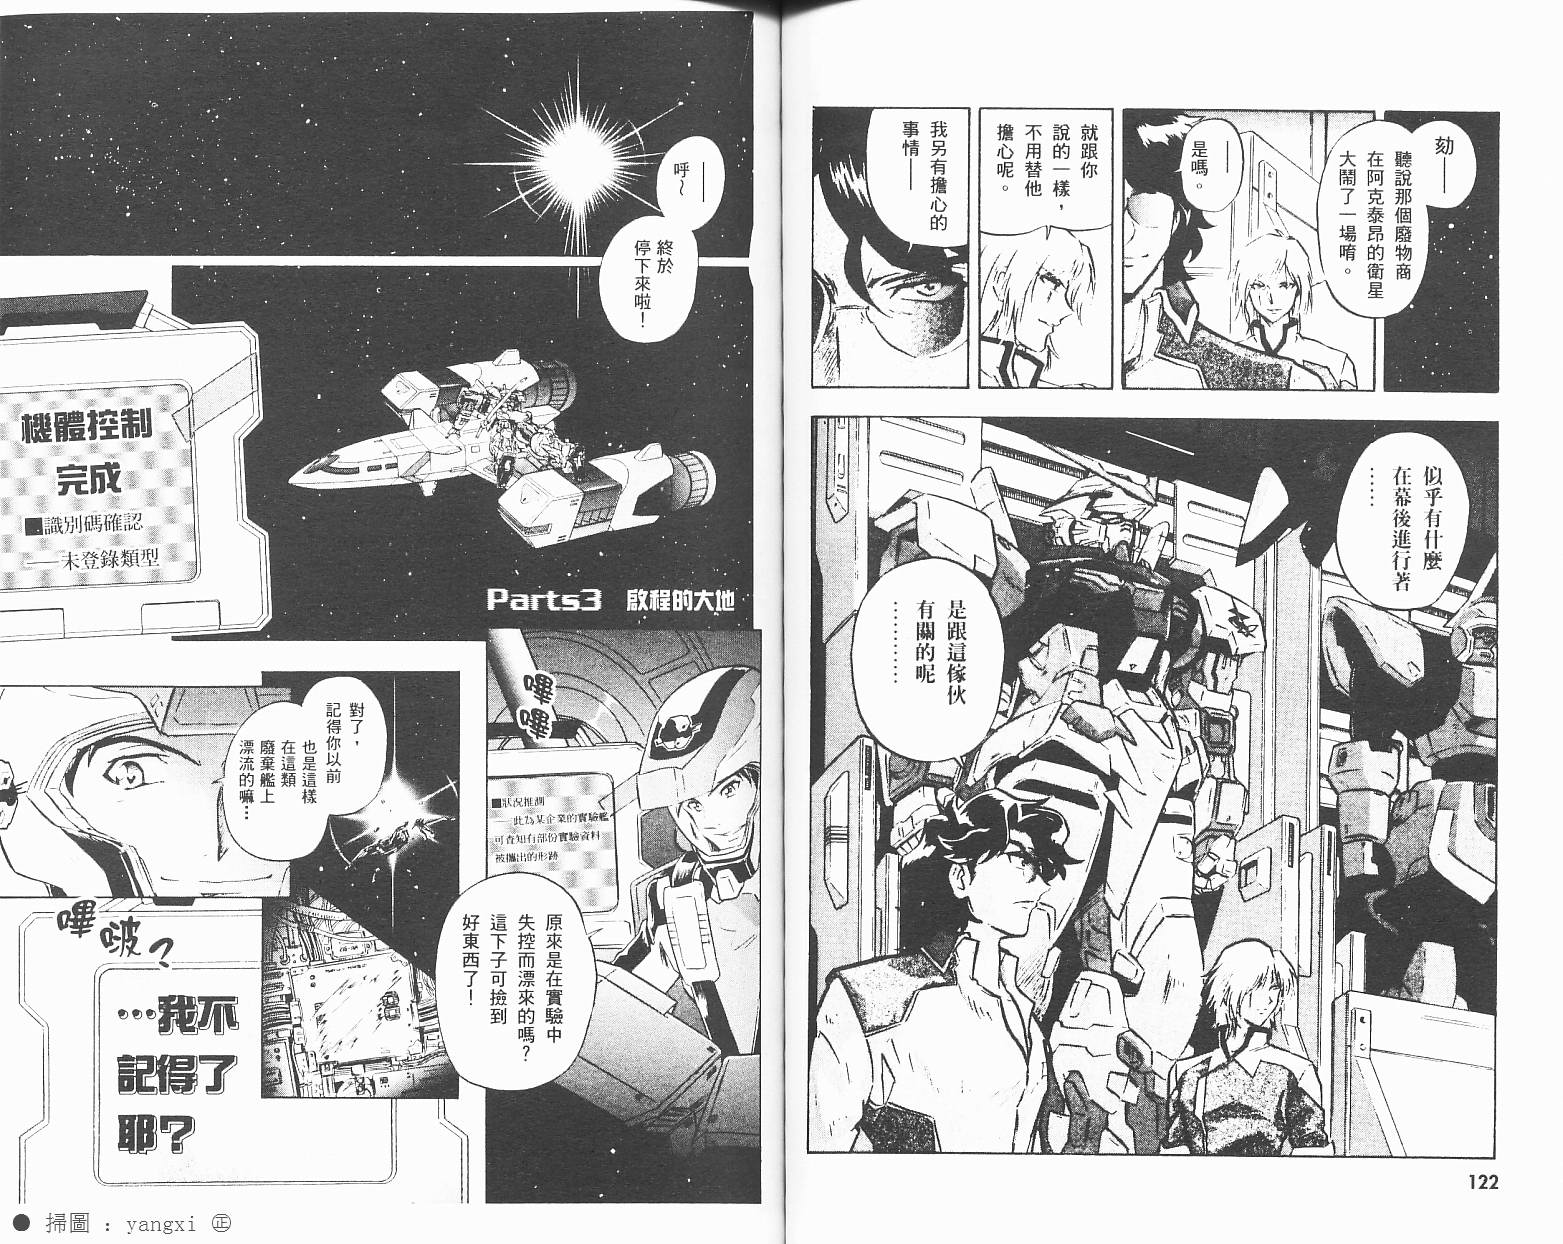 劾——
聽說那個廢物商
在阿克泰昂的衛星
大鬧了一場唷。
——
是嗎。
就跟你
說的一樣，
不用替他
擔心呢。
我另有擔心的
事情——
似乎有什麼
在幕後進行著
……
是跟這傢伙
有關的呢
…………
122
——
呼～
終於
停下來啦！
機體控制
完成
■識別碼確認
——未登錄類型
Parts3 啟程的大地
嗶
嗶
■狀況推測
——此為某企業的實驗艦
可查知有部份實驗資料
被攜出的形跡
原來是在實驗中
失控而漂來的嗎？
這下子可撿到
好東西了！
對了，
記得你以前
也是這樣
在這類
廢棄艦上
漂流的嘛…
嗶啵？
…我不
記得了
耶？
● 掃圖 : yangxi ㊣